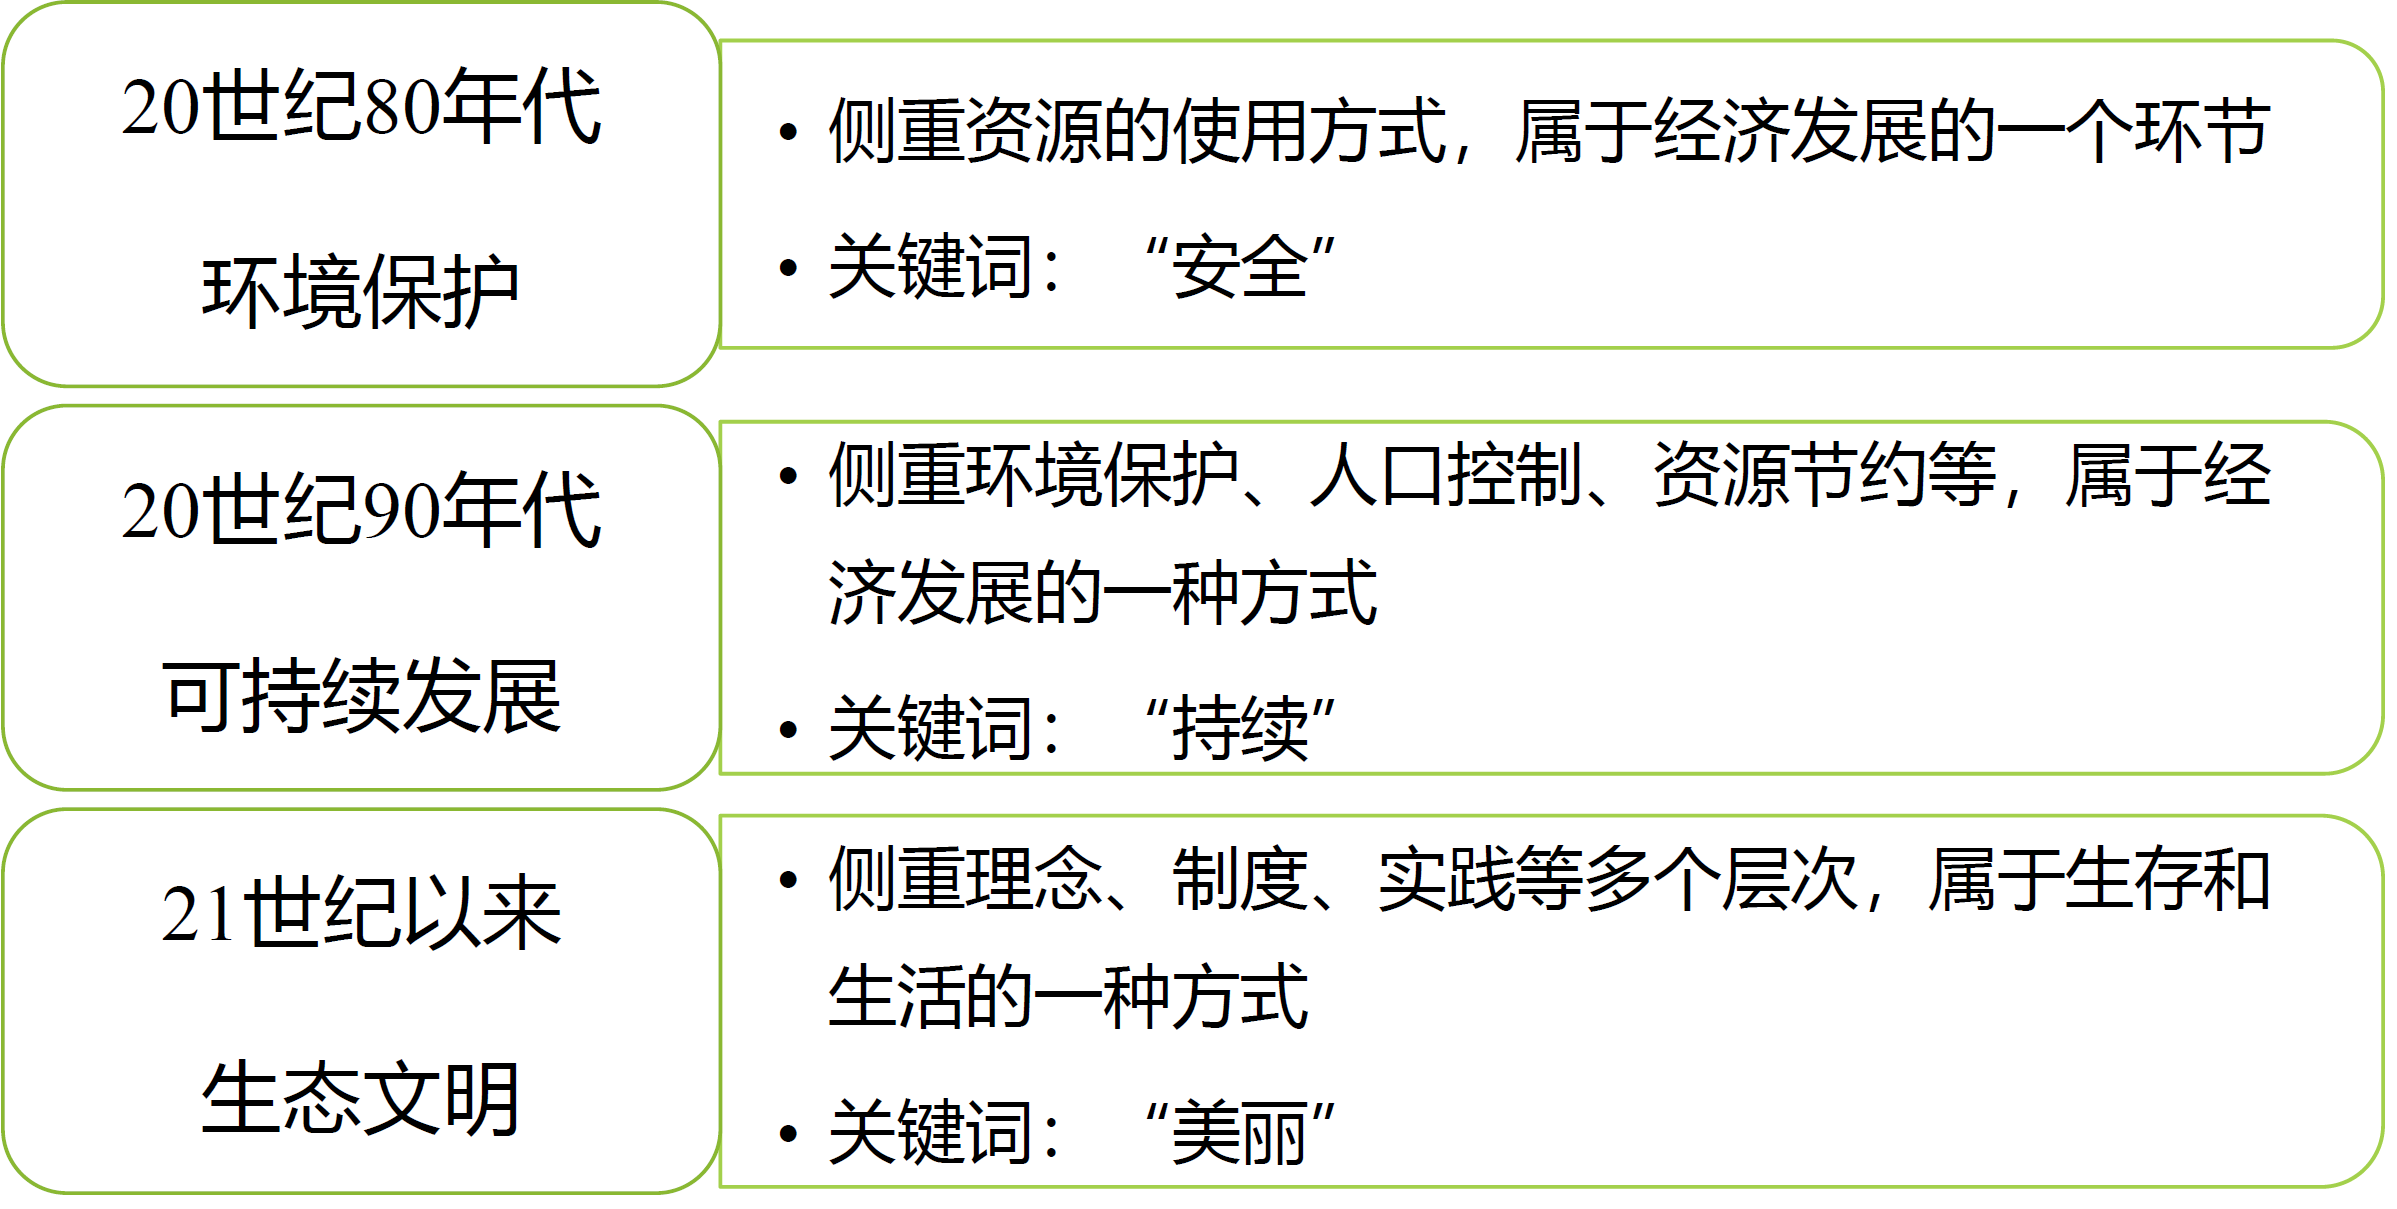 20世纪80年代
环境保护
• 侧重资源的使用方式，属于经济发展的一个环节
• 关键词：“安全”
20世纪90年代
可持续发展
• 侧重环境保护、人口控制、资源节约等，属于经
济发展的一种方式
• 关键词：“持续”
21世纪以来
生态文明
• 侧重理念、制度、实践等多个层次，属于生存和
生活的一种方式
• 关键词：“美丽”